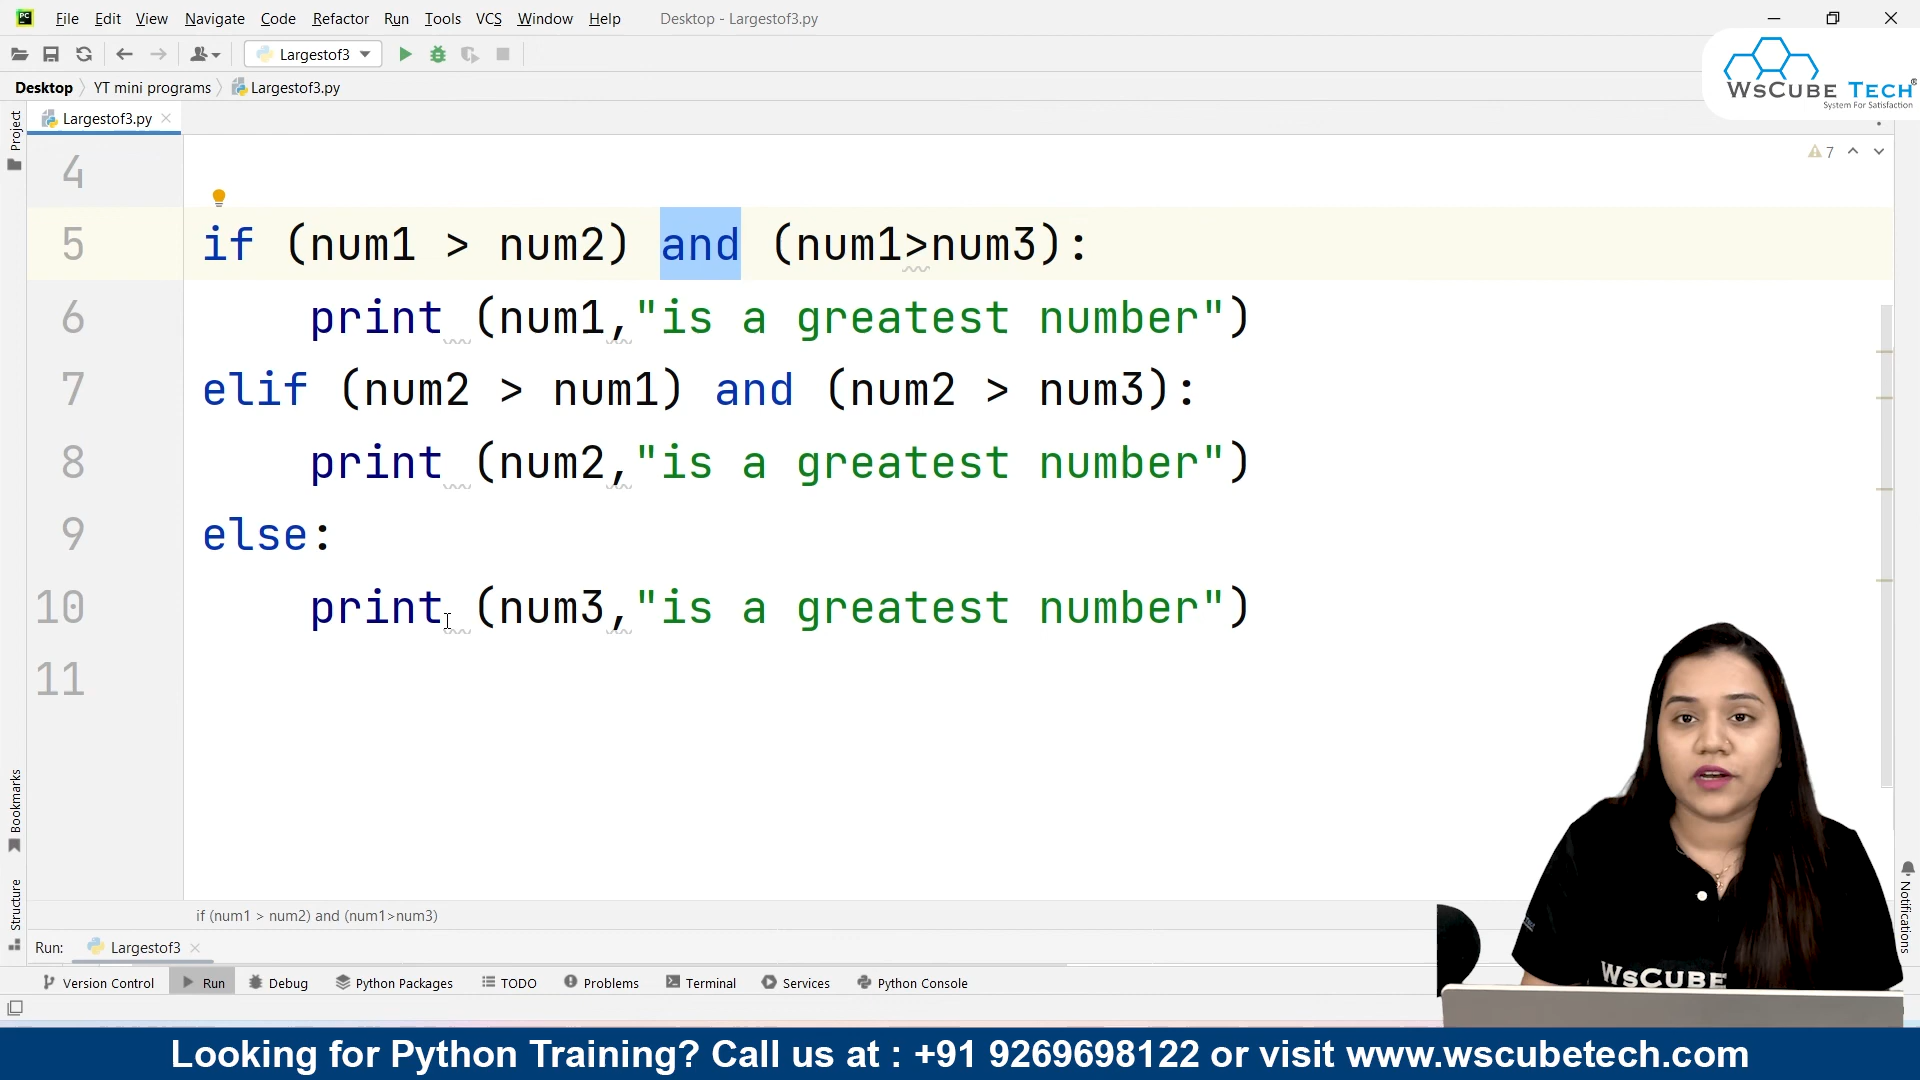 PC File Edit View Navigate Code Refactor Run Tools VCS Window Help Desktop - Largestof3.py
Largestof3
Desktop YT mini programs Largestof3.py
WsCube Tech®
System For Satisfaction
Project
Largestof3.py
7
4
5 if (num1 > num2) and (num1>num3):
6 print (num1,"is a greatest number")
7 elif (num2 > num1) and (num2 > num3):
8 print (num2,"is a greatest number")
9 else:
10 print (num3,"is a greatest number")
11
Bookmarks
Structure
Notifications
if (num1 > num2) and (num1>num3)
Run: Largestof3
WsCube
Version Control Run Debug Python Packages TODO Problems Terminal Services Python Console
Looking for Python Training? Call us at : +91 9269698122 or visit www.wscubetech.com